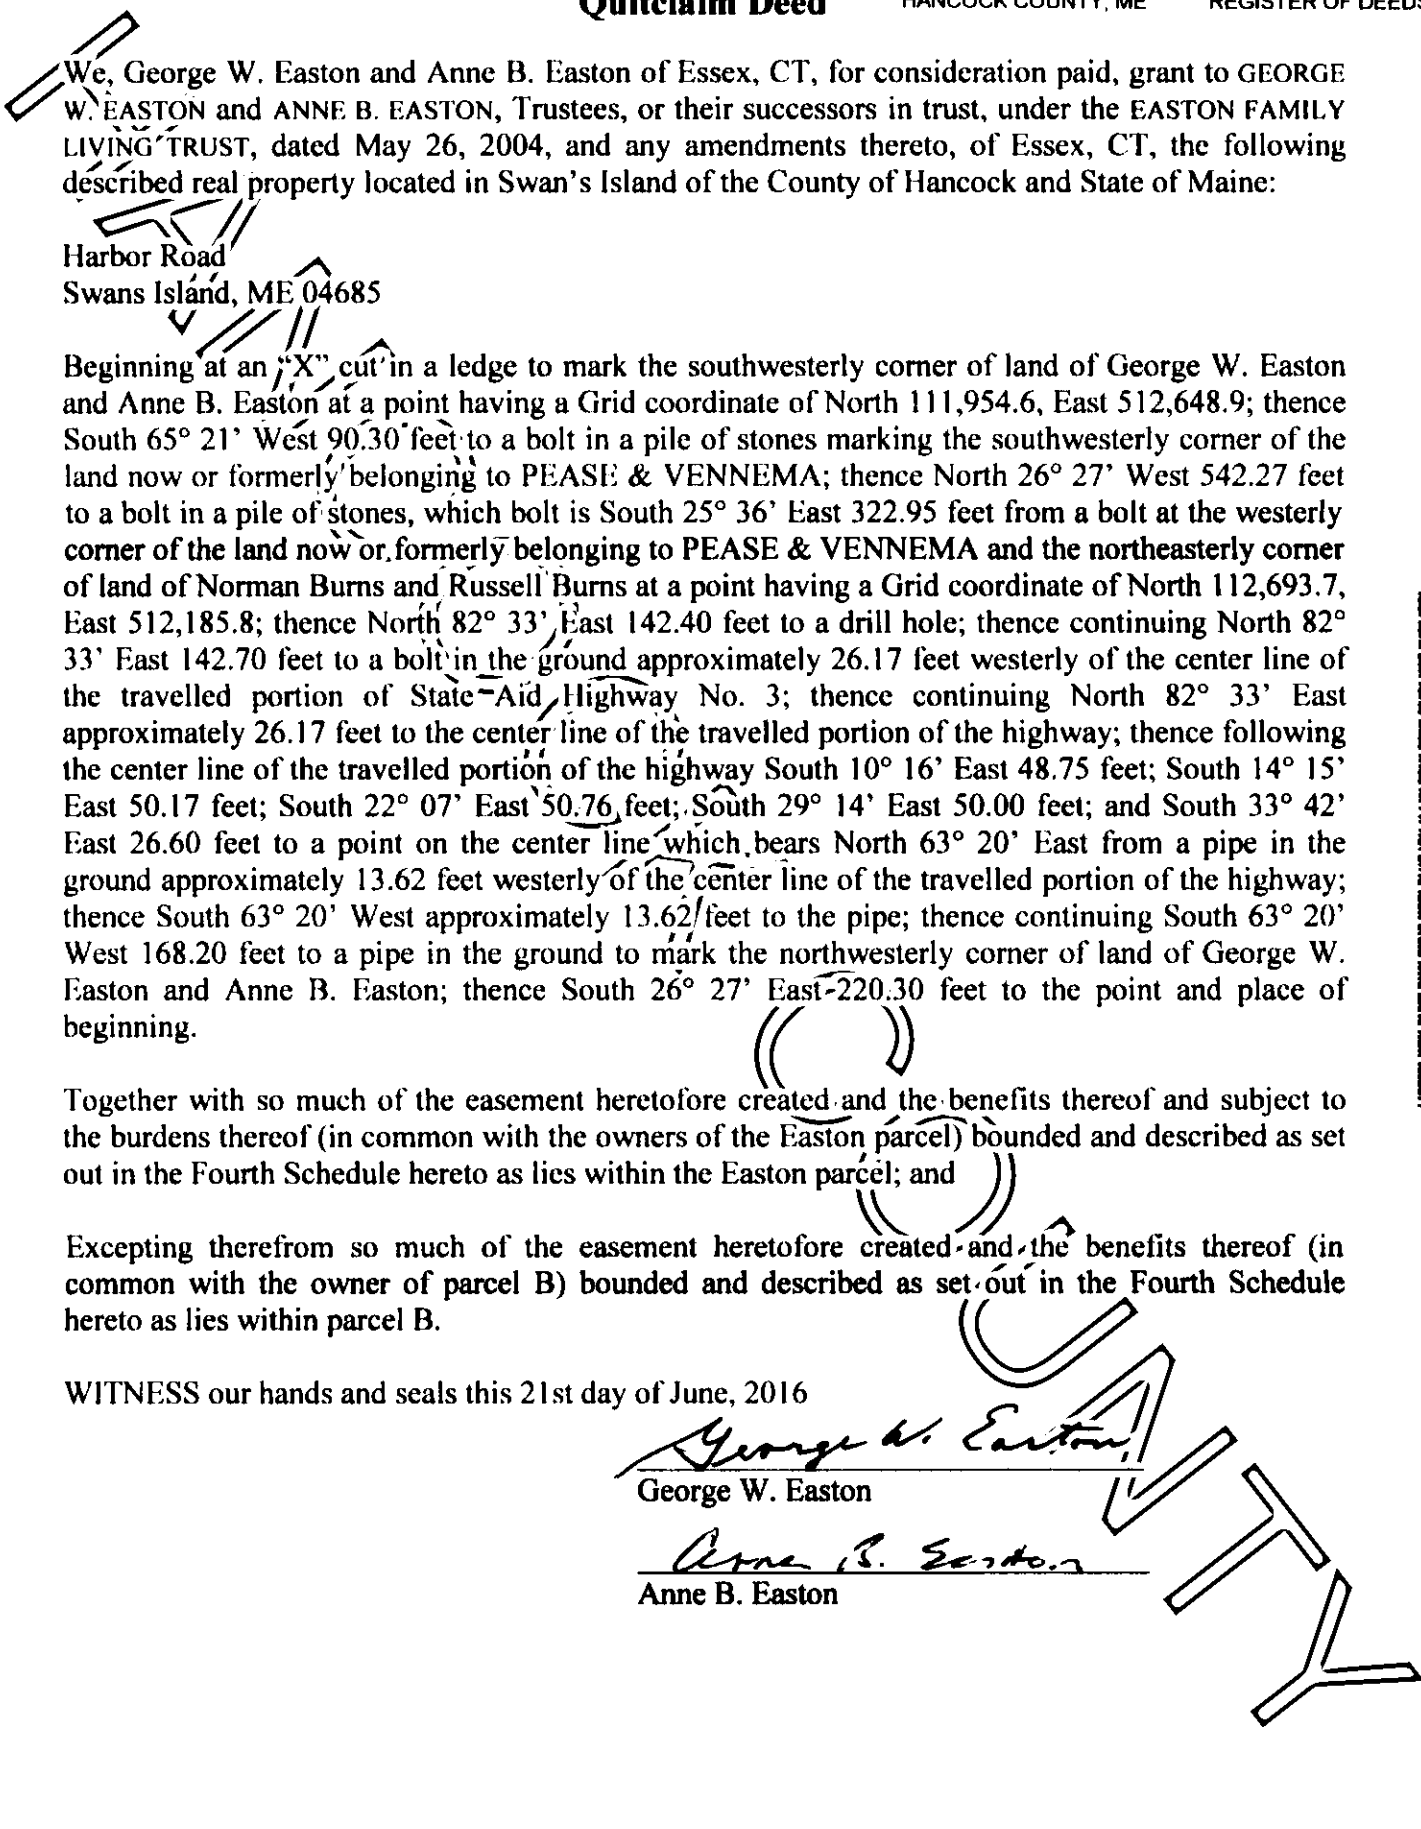 Quitclaim Deed HANCOCK COUNTY, ME REGISTER OF DEEDS
We, George W. Easton and Anne B. Easton of Essex, CT, for consideration paid, grant to GEORGE
W. EASTON and ANNE B. EASTON, Trustees, or their successors in trust, under the EASTON FAMILY
LIVING TRUST, dated May 26, 2004, and any amendments thereto, of Essex, CT, the following
described real property located in Swan's Island of the County of Hancock and State of Maine:
Harbor Road
Swans Island, ME 04685
Beginning at an "X" cut in a ledge to mark the southwesterly corner of land of George W. Easton
and Anne B. Easton at a point having a Grid coordinate of North 111,954.6, East 512,648.9; thence
South 65° 21' West 90.30 feet to a bolt in a pile of stones marking the southwesterly corner of the
land now or formerly belonging to PEASE & VENNEMA; thence North 26° 27' West 542.27 feet
to a bolt in a pile of stones, which bolt is South 25° 36' East 322.95 feet from a bolt at the westerly
corner of the land now or formerly belonging to PEASE & VENNEMA and the northeasterly corner
of land of Norman Burns and Russell Burns at a point having a Grid coordinate of North 112,693.7,
East 512,185.8; thence North 82° 33' East 142.40 feet to a drill hole; thence continuing North 82°
33' East 142.70 feet to a bolt in the ground approximately 26.17 feet westerly of the center line of
the travelled portion of State Aid Highway No. 3; thence continuing North 82° 33' East
approximately 26.17 feet to the center line of the travelled portion of the highway; thence following
the center line of the travelled portion of the highway South 10° 16' East 48.75 feet; South 14° 15'
East 50.17 feet; South 22° 07' East 50.76 feet; South 29° 14' East 50.00 feet; and South 33° 42'
East 26.60 feet to a point on the center line which bears North 63° 20' East from a pipe in the
ground approximately 13.62 feet westerly of the center line of the travelled portion of the highway;
thence South 63° 20' West approximately 13.62 feet to the pipe; thence continuing South 63° 20'
West 168.20 feet to a pipe in the ground to mark the northwesterly corner of land of George W.
Easton and Anne B. Easton; thence South 26° 27' East 220.30 feet to the point and place of
beginning.
Together with so much of the easement heretofore created and the benefits thereof and subject to
the burdens thereof (in common with the owners of the Easton parcel) bounded and described as set
out in the Fourth Schedule hereto as lies within the Easton parcel; and
Excepting therefrom so much of the easement heretofore created and the benefits thereof (in
common with the owner of parcel B) bounded and described as set out in the Fourth Schedule
hereto as lies within parcel B.
WITNESS our hands and seals this 21st day of June, 2016
George W. Easton
George W. Easton
Anne B. Easton
Anne B. Easton
COUNTY